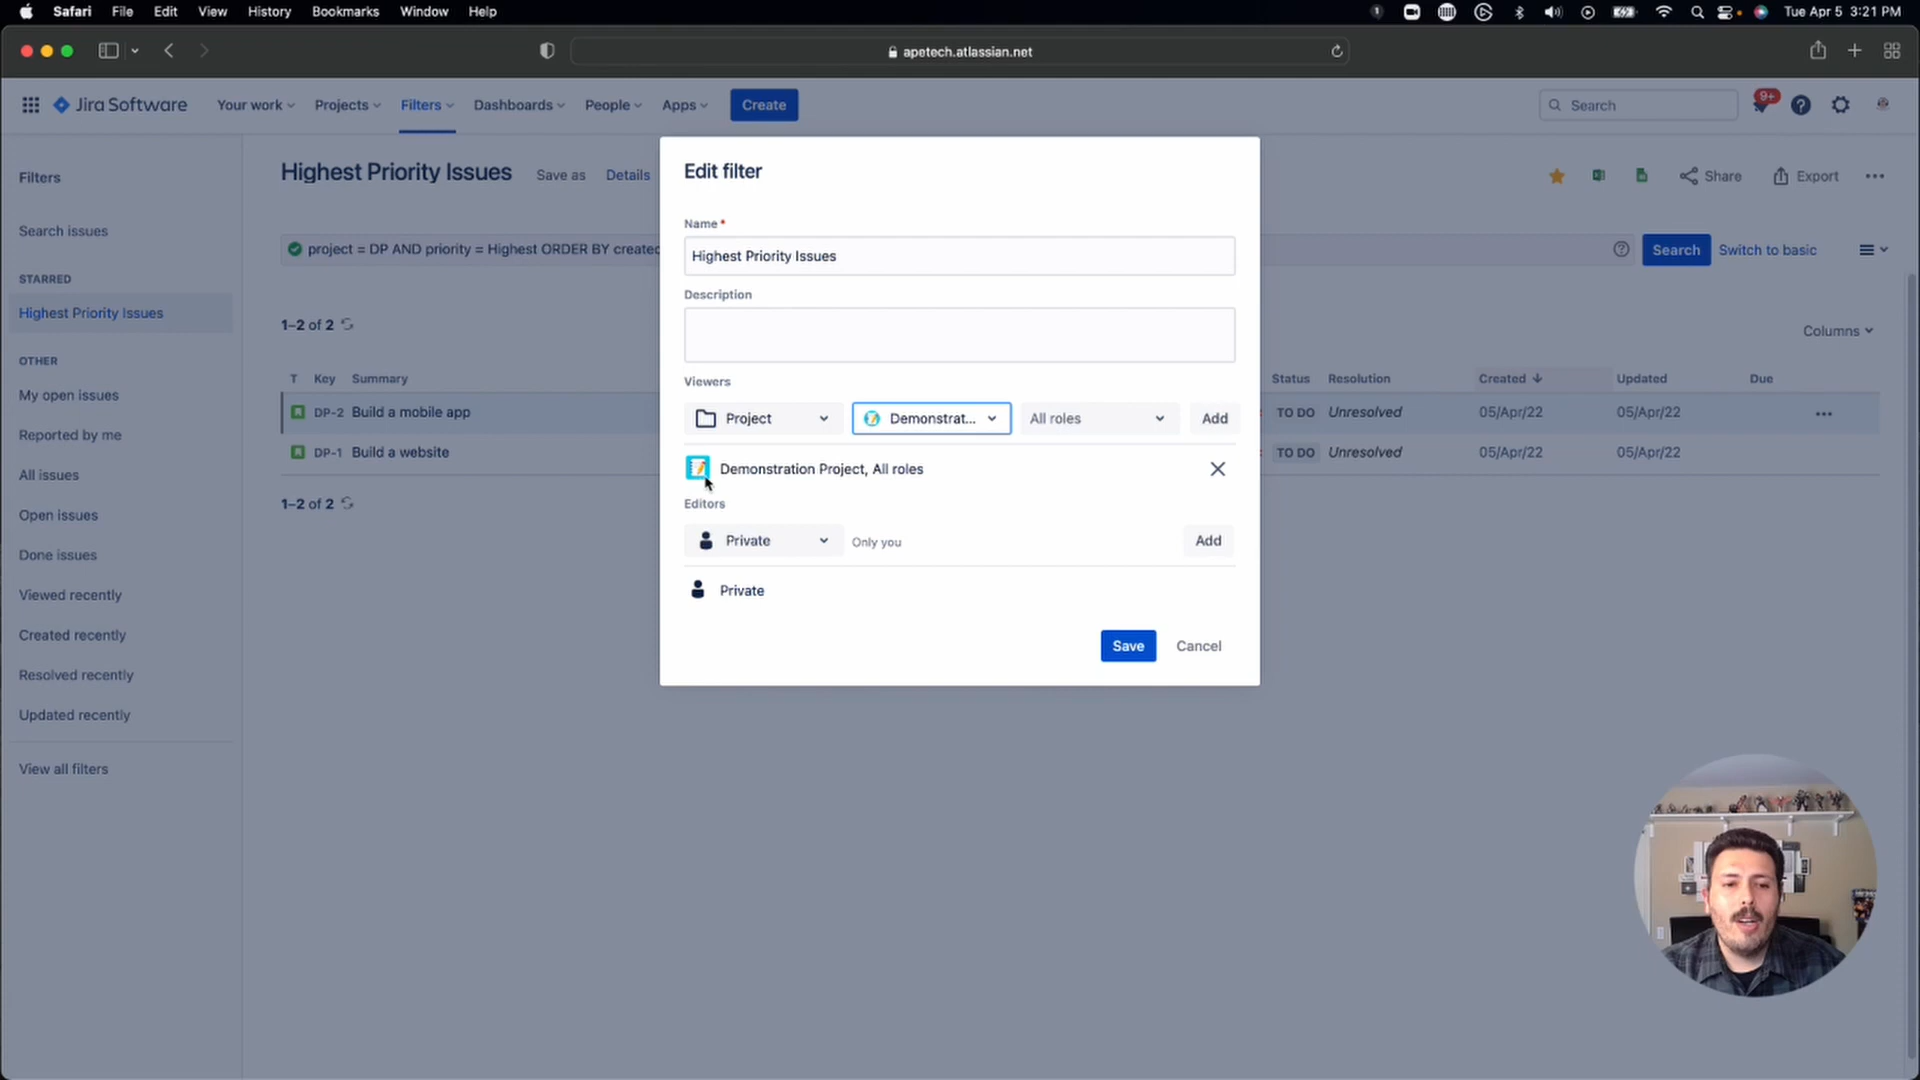 Safari File Edit View History Bookmarks Window Help Tue Apr 5 3:21 PM
apetech.atlassian.net
Jira Software Your work Projects Filters Dashboards People Apps Create Search 9+
Filters
Search issues
STARRED
Highest Priority Issues
OTHER
My open issues
Reported by me
All issues
Open issues
Done issues
Viewed recently
Created recently
Resolved recently
Updated recently
View all filters
Highest Priority Issues Save as Details Share Export
project = DP AND priority = Highest ORDER BY created Search Switch to basic
1–2 of 2 Columns
T Key Summary Status Resolution Created Updated Due
DP-2 Build a mobile app TO DO Unresolved 05/Apr/22 05/Apr/22
DP-1 Build a website TO DO Unresolved 05/Apr/22 05/Apr/22
1–2 of 2
Edit filter
Name *
Highest Priority Issues
Description
Viewers
Project Demonstrat... All roles Add
Demonstration Project, All roles
Editors
Private Only you Add
Private
Save Cancel